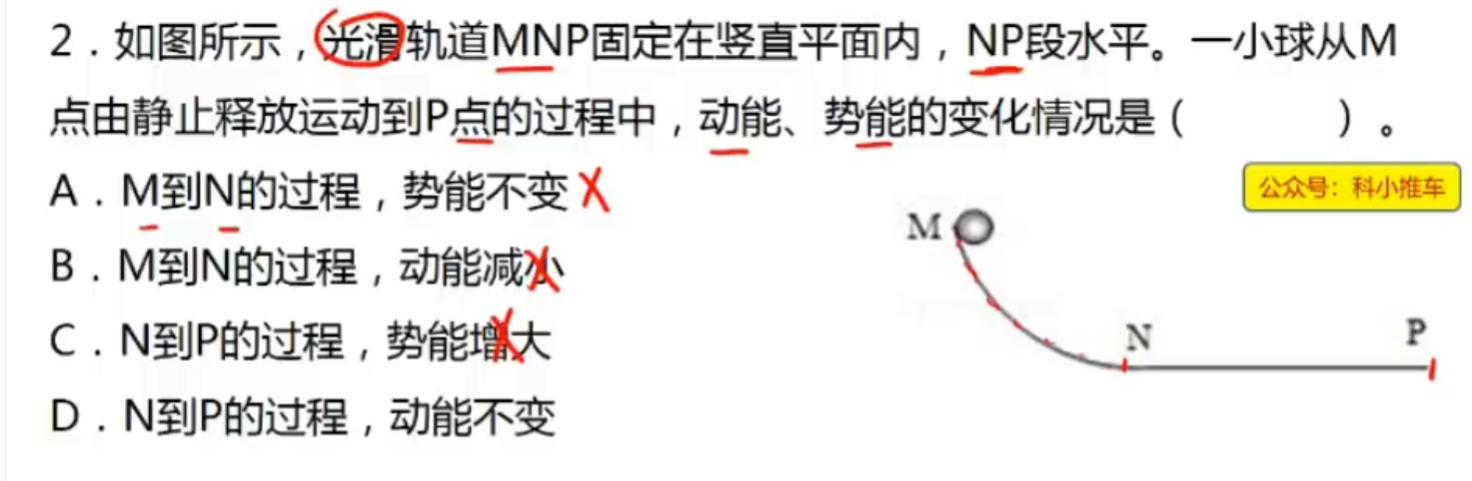 2．如图所示，光滑轨道MNP固定在竖直平面内，NP段水平。一小球从M
点由静止释放运动到P点的过程中，动能、势能的变化情况是（　　　）。
A．M到N的过程，势能不变
公众号：科小推车
M
B．M到N的过程，动能减小
C．N到P的过程，势能增大
N
P
D．N到P的过程，动能不变